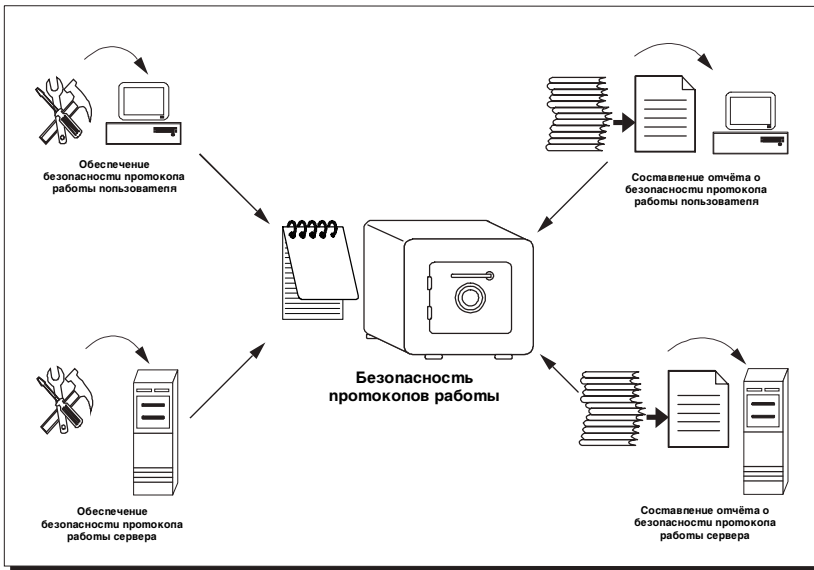 Обеспечение
безопасности протокола
работы пользователя
Составление отчёта о
безопасности протокола
работы пользователя
Безопасность
протоколов работы
Обеспечение
безопасности протокола
работы сервера
Составление отчёта о
безопасности протокола
работы сервера